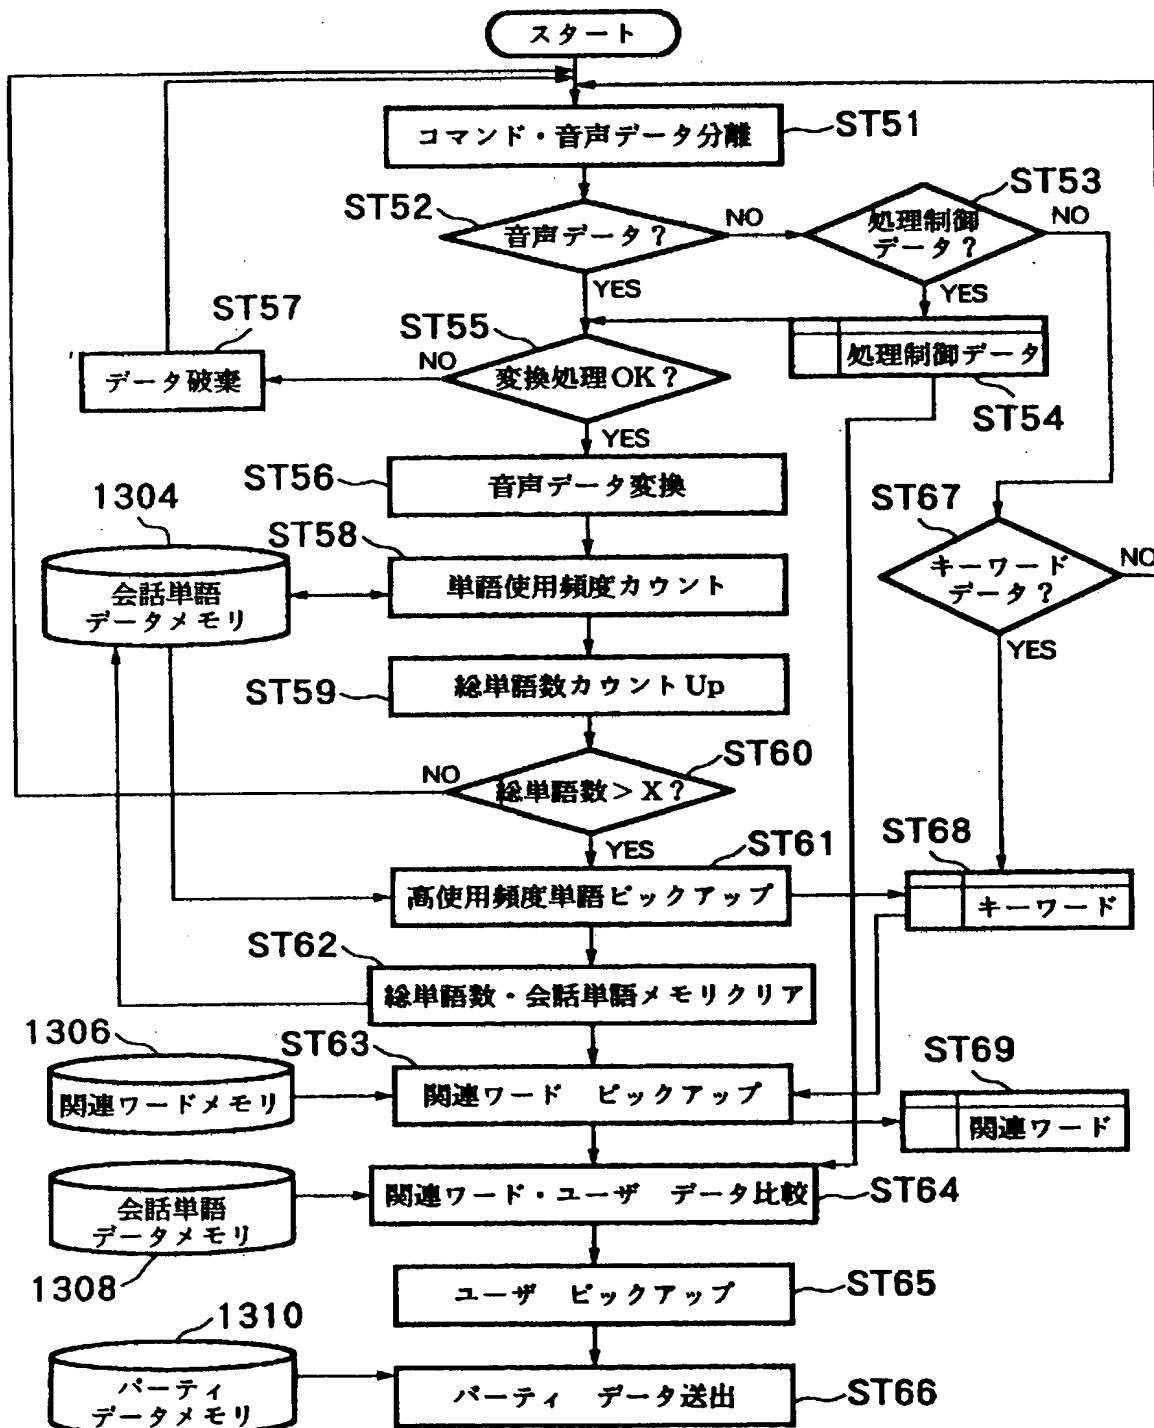 スタート
コマンド・音声データ分離
ST51
ST52
音声データ?
NO
ST53
処理制御
データ?
NO
YES
YES
ST57
データ破棄
ST55
NO
変換処理OK?
処理制御データ
ST54
YES
ST56
音声データ変換
1304
会話単語
データメモリ
ST58
単語使用頻度カウント
ST67
キーワード
データ?
NO
YES
ST59
総単語数カウントUp
ST60
NO
総単語数>X?
YES
ST61
高使用頻度単語ピックアップ
ST68
キーワード
ST62
総単語数・会話単語メモリクリア
1306
関連ワードメモリ
ST63
関連ワード ピックアップ
ST69
関連ワード
会話単語
データメモリ
1308
関連ワード・ユーザ データ比較
ST64
ユーザ ピックアップ
ST65
1310
パーティ
データメモリ
パーティ データ送出
ST66